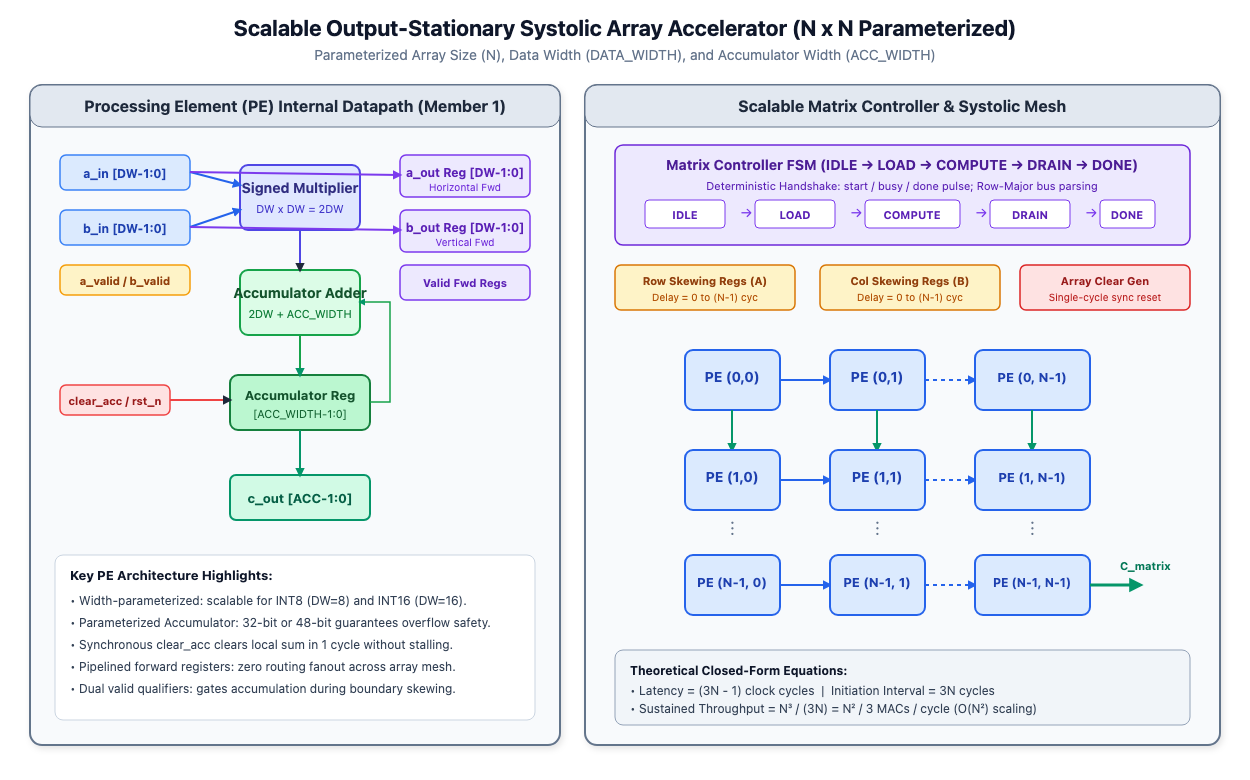 Scalable Output-Stationary Systolic Array Accelerator (N x N Parameterized)
Parameterized Array Size (N), Data Width (DATA_WIDTH), and Accumulator Width (ACC_WIDTH)
Processing Element (PE) Internal Datapath (Member 1)
a_in [DW-1:0]
Signed Multiplier
DW x DW = 2DW
a_out Reg [DW-1:0]
Horizontal Fwd
b_in [DW-1:0]
b_out Reg [DW-1:0]
Vertical Fwd
a_valid / b_valid
Accumulator Adder
2DW + ACC_WIDTH
Valid Fwd Regs
clear_acc / rst_n
Accumulator Reg
[ACC_WIDTH-1:0]
c_out [ACC-1:0]
Key PE Architecture Highlights:
• Width-parameterized: scalable for INT8 (DW=8) and INT16 (DW=16).
• Parameterized Accumulator: 32-bit or 48-bit guarantees overflow safety.
• Synchronous clear_acc clears local sum in 1 cycle without stalling.
• Pipelined forward registers: zero routing fanout across array mesh.
• Dual valid qualifiers: gates accumulation during boundary skewing.
Scalable Matrix Controller & Systolic Mesh
Matrix Controller FSM (IDLE → LOAD → COMPUTE → DRAIN → DONE)
Deterministic Handshake: start / busy / done pulse; Row-Major bus parsing
IDLE → LOAD → COMPUTE → DRAIN → DONE
Row Skewing Regs (A)
Delay = 0 to (N-1) cyc
Col Skewing Regs (B)
Delay = 0 to (N-1) cyc
Array Clear Gen
Single-cycle sync reset
PE (0,0)
PE (0,1)
PE (0, N-1)
PE (1,0)
PE (1,1)
PE (1, N-1)
⋮ ⋮ ⋮
PE (N-1, 0)
PE (N-1, 1)
PE (N-1, N-1)
C_matrix
Theoretical Closed-Form Equations:
• Latency = (3N - 1) clock cycles | Initiation Interval = 3N cycles
• Sustained Throughput = N³ / (3N) = N² / 3 MACs / cycle (O(N²) scaling)